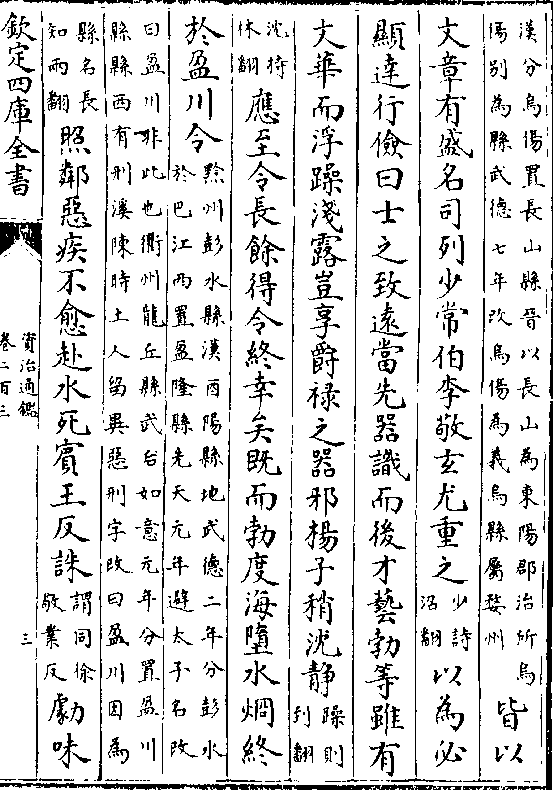 漢分烏傷置長山縣晉以長山為東陽郡治所烏
傷别為縣武德七年改烏傷為義烏縣屬婺州
皆以
文章有盛名司列少常伯李敬玄尤重之
少詩
沼翻
以為必
顯達行儉曰士之致遠當先器識而後才藝勃等雖有
文華而浮躁淺露豈享爵禄之器邪楊子稍沈静
躁則
到翻
沈持
林翻
應至令長餘得令終幸矣既而勃度海墮水烱終
於盈川令
黔州彭水縣漢酉陽縣地武德二年分彭水
於巴江西置盈隆縣先天元年避太子名改
曰盈川非此也衢州龍丘縣武后如意元年分置盈川
縣縣西有刑溪陳時土人留異惡刑字改曰盈川因為
縣名長
知兩翻
照鄰惡疾不愈赴水死賓王反誅
謂同徐
敬業反
勮味
欽定四庫全書
資治通鑑
卷二百三
三